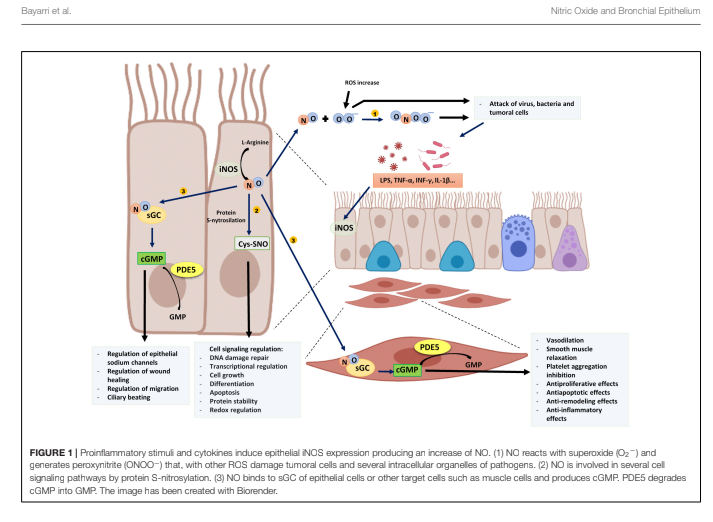 Bayarri et al.
Nitric Oxide and Bronchial Epithelium
ROS increase
N O + O O⁻ 1 O N O O⁻
- Attack of virus, bacteria and
tumoral cells
L-Arginine
iNOS
N O
LPS, TNF-α, INF-γ, IL-1β...
3
N O
sGC
2
Protein
S-nytrosilation
iNOS
Cys-SNO
3
cGMP
PDE5
GMP
- Regulation of epithelial
sodium channels
- Regulation of wound
healing
- Regulation of migration
- Ciliary beating
Cell signaling regulation:
- DNA damage repair
- Transcriptional regulation
- Cell growth
- Differentiation
- Apoptosis
- Protein stability
- Redox regulation
N O
sGC
cGMP
PDE5
GMP
- Vasodilation
- Smooth muscle
relaxation
- Platelet aggregation
inhibition
- Antiproliferative effects
- Antiapoptotic effects
- Anti-remodeling effects
- Anti-inflammatory
effects
FIGURE 1 | Proinflammatory stimuli and cytokines induce epithelial iNOS expression producing an increase of NO. (1) NO reacts with superoxide (O₂⁻) and
generates peroxynitrite (ONOO⁻) that, with other ROS damage tumoral cells and several intracellular organelles of pathogens. (2) NO is involved in several cell
signaling pathways by protein S-nitrosylation. (3) NO binds to sGC of epithelial cells or other target cells such as muscle cells and produces cGMP. PDE5 degrades
cGMP into GMP. The image has been created with Biorender.